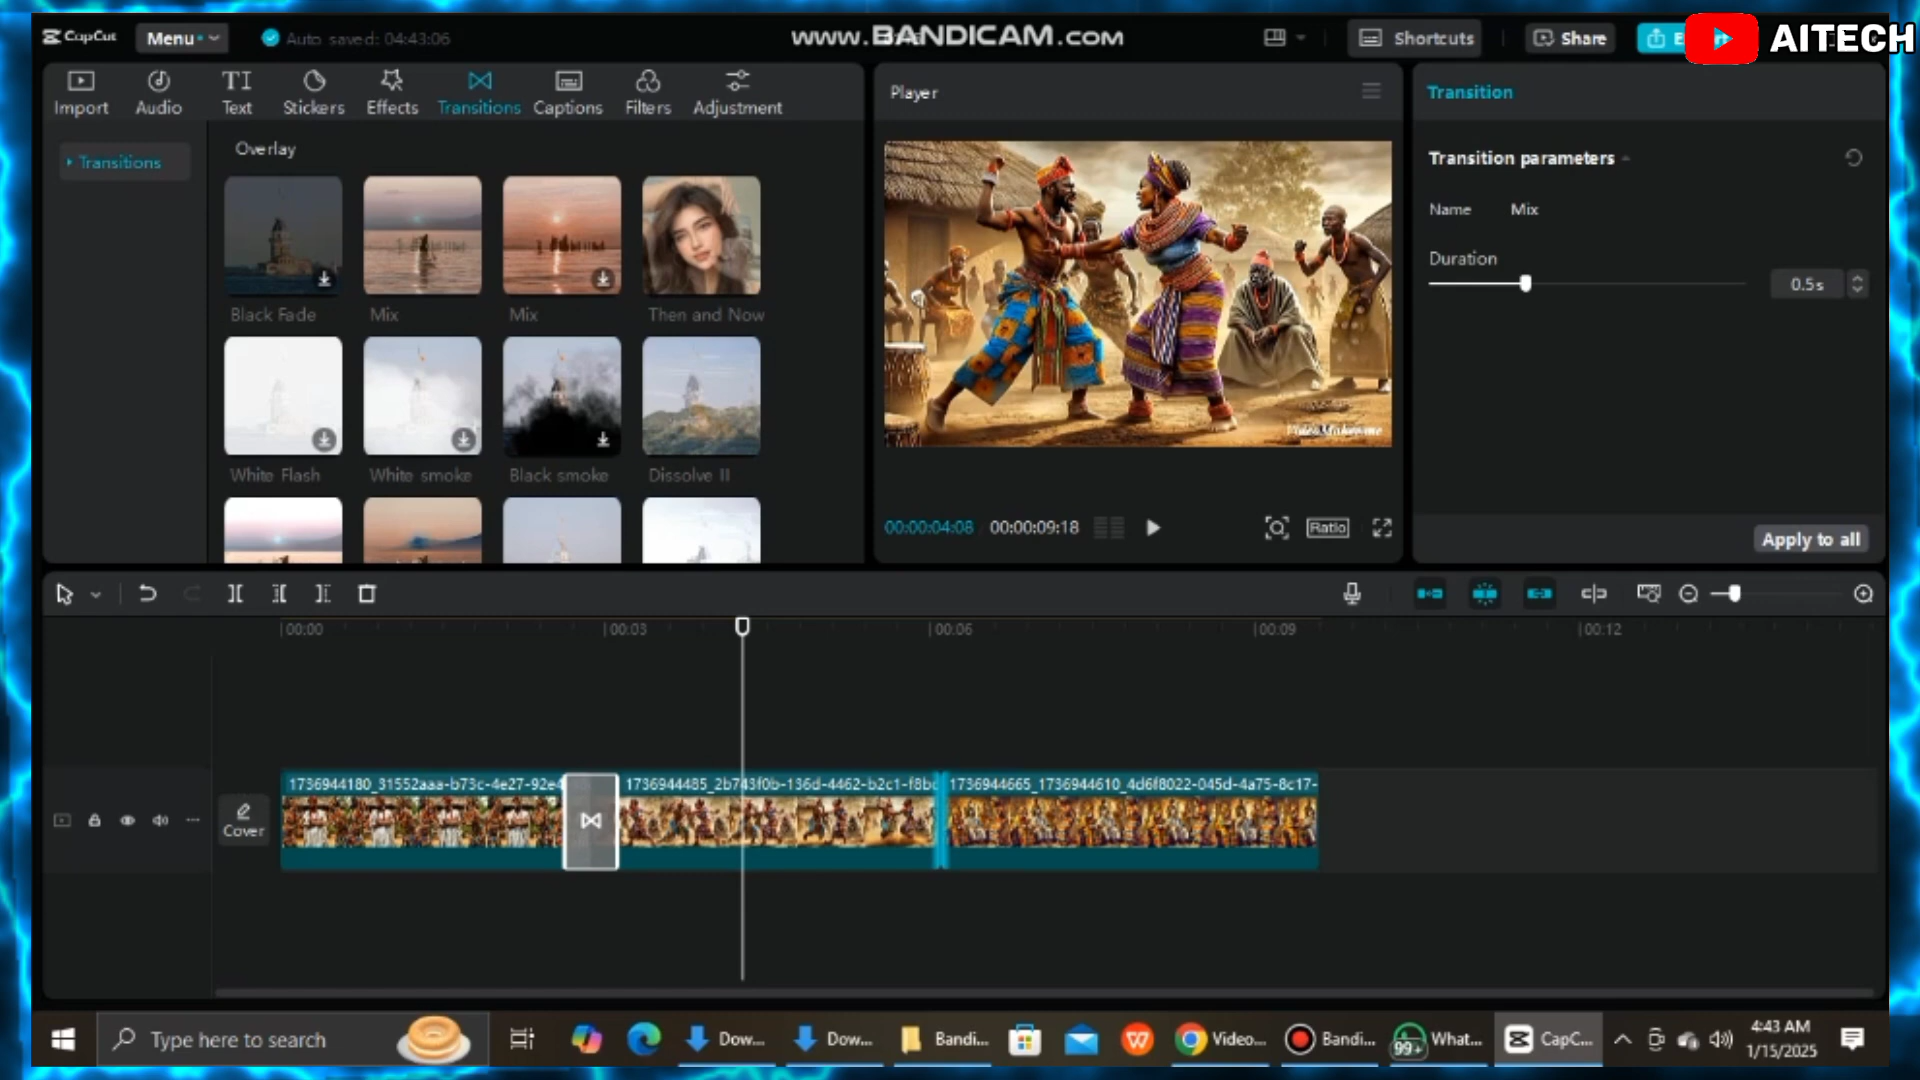 CapCut
Menu
Auto saved: 04:43:06
www.BANDICAM.com
Shortcuts
Share
AITECH
Import
Audio
TI
Text
Stickers
Effects
Transitions
Captions
Filters
Adjustment
Player
Transition
Transitions
Overlay
Transition parameters
Name Mix
Duration
0.5s
Black Fade
Mix
Mix
Then and Now
White Flash
White smoke
Black smoke
Dissolve II
VideoMaker.me
00:00:04:08 00:00:09:18
Ratio
Apply to all
00:00
00:03
00:06
00:09
00:12
1736944180_31552aaa-b73c-4e27-92e4
1736944485_2b743f0b-136d-4462-b2c1-f8b
1736944665_1736944610_4d6f8022-045d-4a75-8c17-
Cover
Type here to search
Dow...
Dow...
Bandi...
Video...
Bandi...
99+
What...
CapC...
4:43 AM
1/15/2025